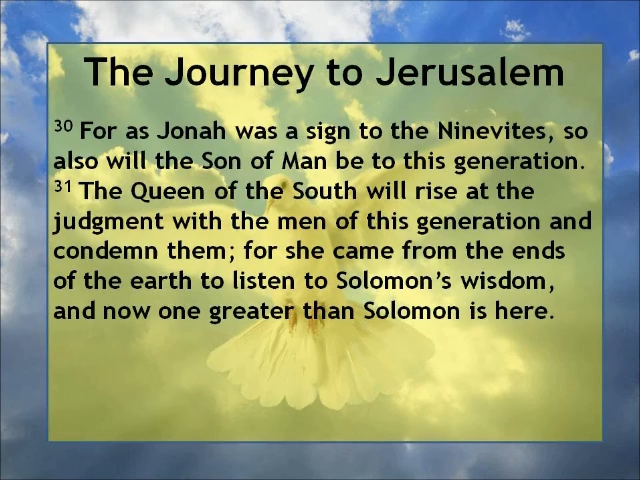 The Journey to Jerusalem
30 For as Jonah was a sign to the Ninevites, so
also will the Son of Man be to this generation.
31 The Queen of the South will rise at the
judgment with the men of this generation and
condemn them; for she came from the ends
of the earth to listen to Solomon’s wisdom,
and now one greater than Solomon is here.